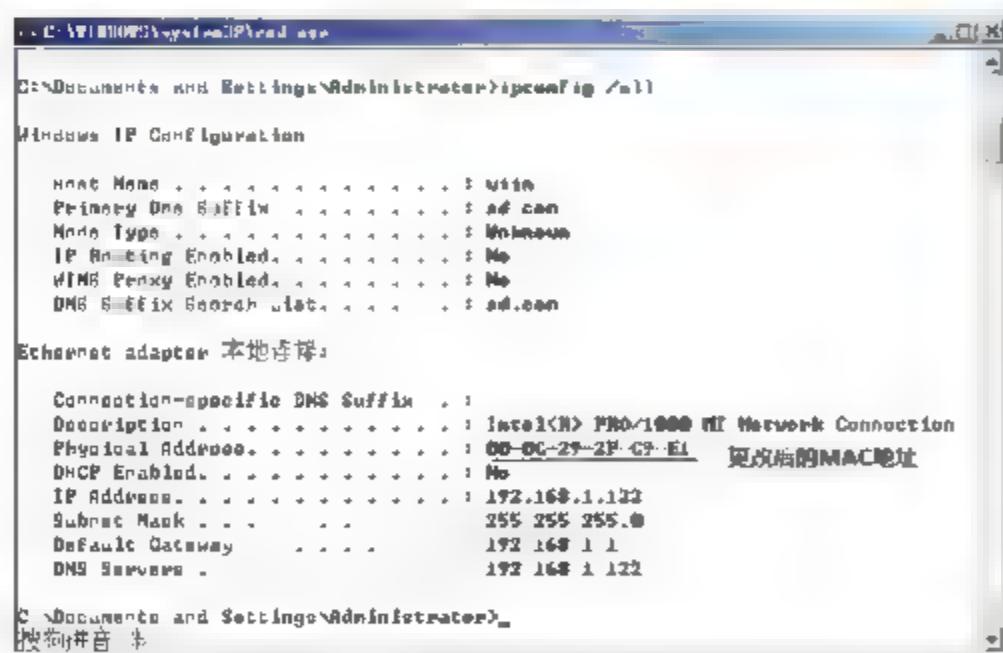 C:\WINDOWS\system32\cmd.exe
C:\Documents and Settings\Administrator>ipconfig /all
Windows IP Configuration
Host Name . . . . . . . . . . . . :
Primary Dns Suffix . . . . . . . : ad.com
Node Type . . . . . . . . . . . . : Unknown
IP Routing Enabled. . . . . . . . : No
WINS Proxy Enabled. . . . . . . . : No
DNS Suffix Search List. . . . . . : ad.com
Ethernet adapter 本地连接:
Connection-specific DNS Suffix . :
Description . . . . . . . . . . . : Intel(R) PRO/1000 MT Network Connection
Physical Address. . . . . . . . . : 00-0C-29-2F-C9-E1 更改后的MAC地址
DHCP Enabled. . . . . . . . . . . : No
IP Address. . . . . . . . . . . . : 192.168.1.122
Subnet Mask . . . . . 255 255 255.0
Default Gateway . . . . 192 168 1 1
DNS Servers . 192 168 1 122
C:\Documents and Settings\Administrator>_
搜狗拼音